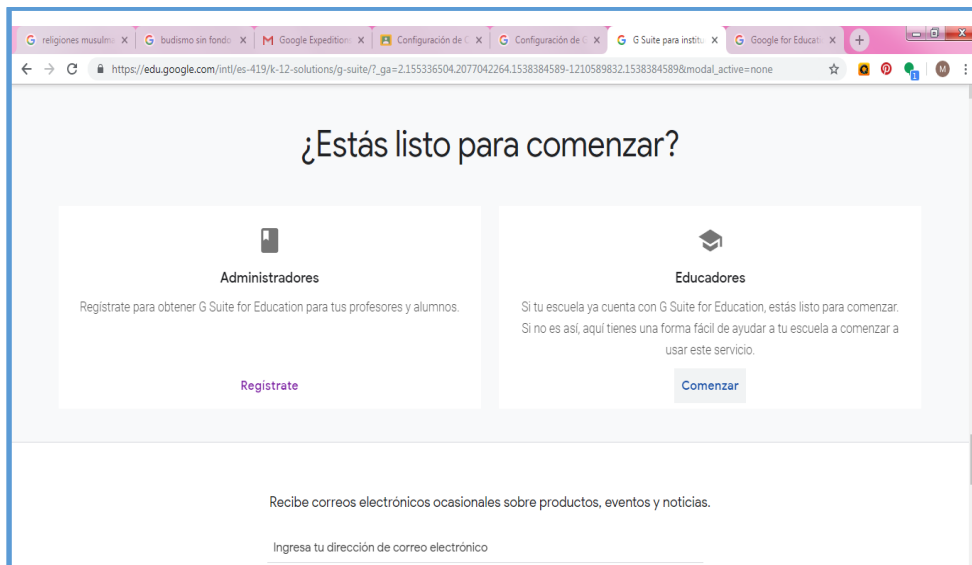 religiones musulm
budismo sin fondo
Google Expedition
Configuración de C
Configuración de G
G Suite para institu
Google for Educati
https://edu.google.com/intl/es-419/k-12-solutions/g-suite/?_ga=2.155336504.2077042264.1538384589-1210589832.1538384589&modal_active=none
M
1
¿Estás listo para comenzar?
Administradores
Regístrate para obtener G Suite for Education para tus profesores y alumnos.
Regístrate
Educadores
Si tu escuela ya cuenta con G Suite for Education, estás listo para comenzar.
Si no es así, aquí tienes una forma fácil de ayudar a tu escuela a comenzar a
usar este servicio.
Comenzar
Recibe correos electrónicos ocasionales sobre productos, eventos y noticias.
Ingresa tu dirección de correo electrónico